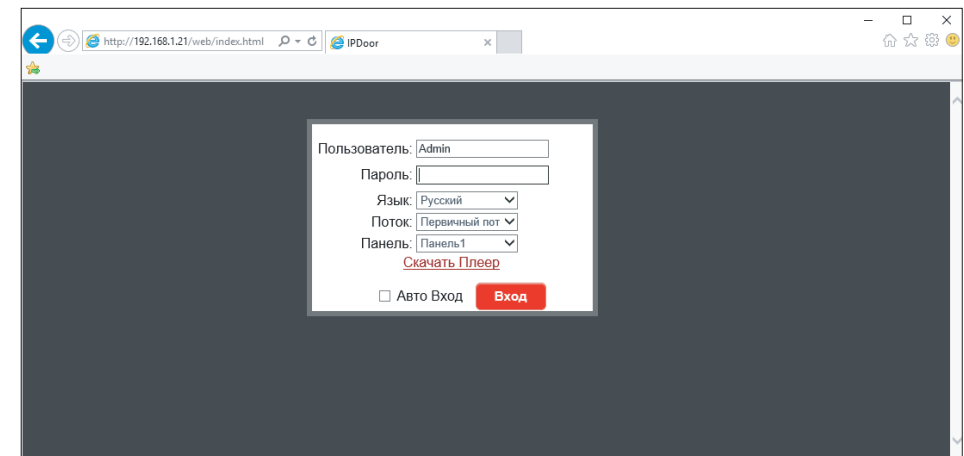 http://192.168.1.21/web/index.html
IPDoor
Пользователь: Admin
Пароль:
Язык: Русский
Поток: Первичный пот
Панель: Панель1
Скачать Плеер
Авто Вход Вход